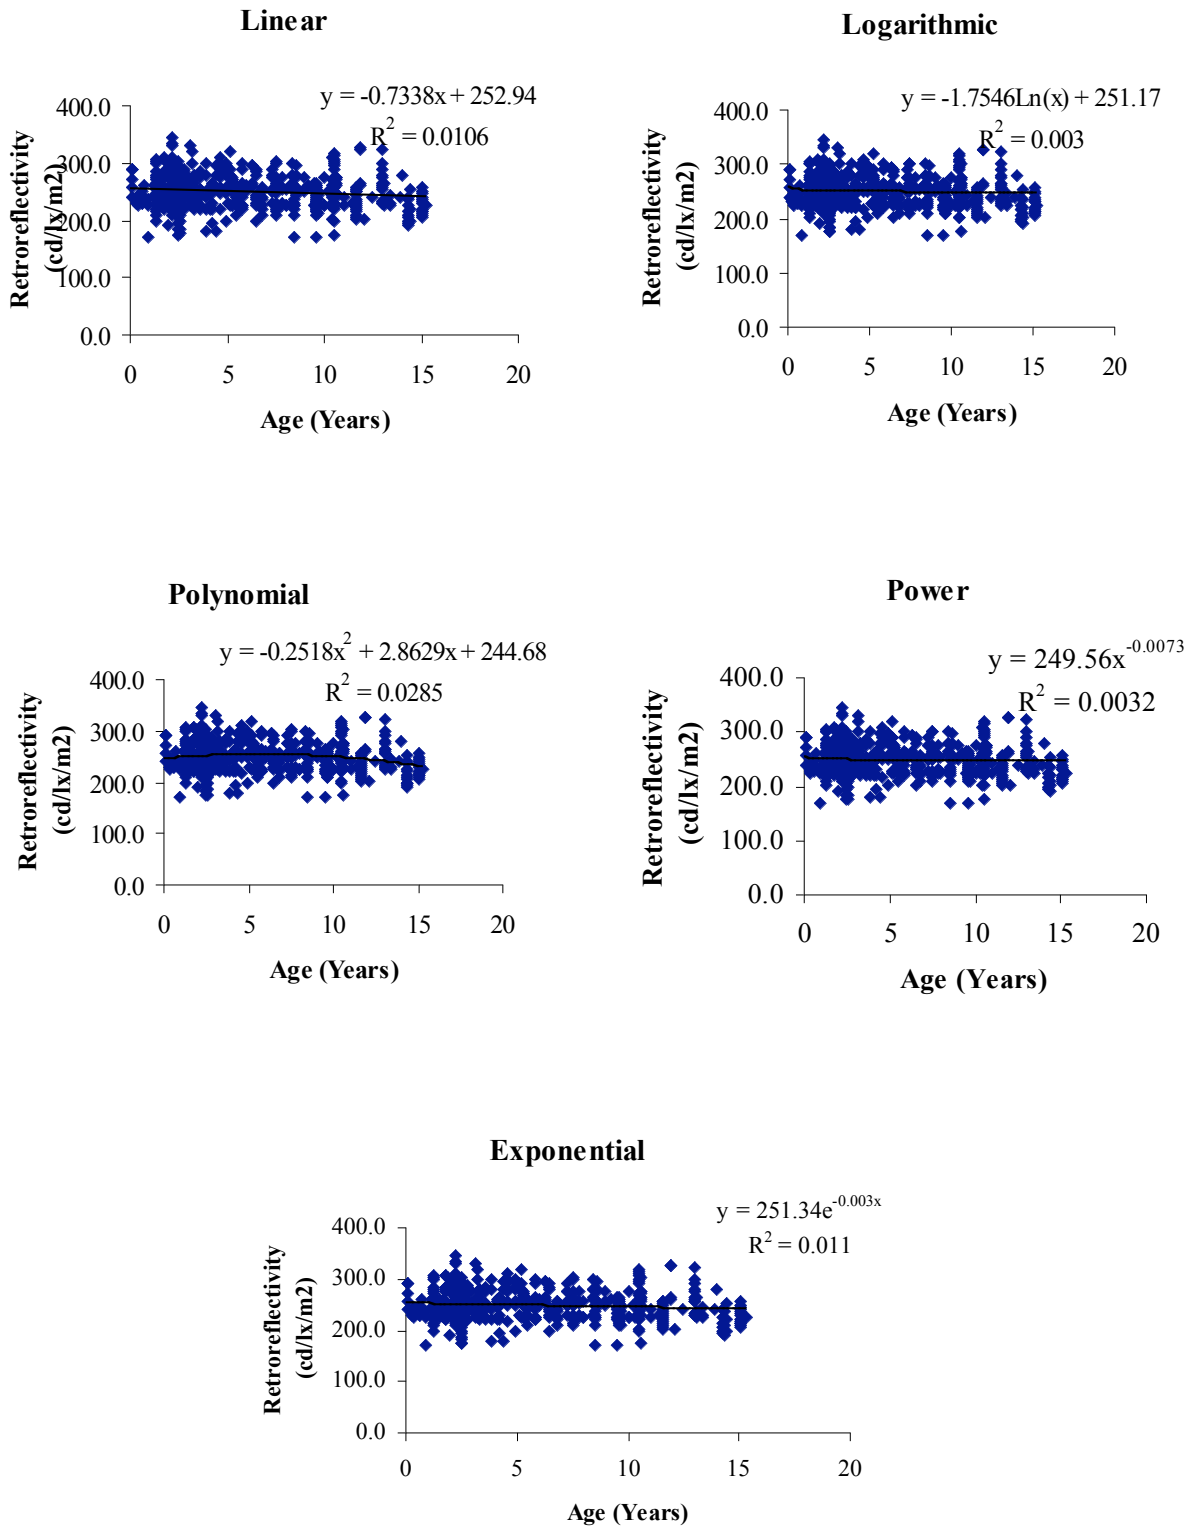 Linear
y = -0.7338x + 252.94
R² = 0.0106
Retroreflectivity
(cd/lx/m2)
400.0
300.0
200.0
100.0
0.0
0 5 10 15 20
Age (Years)
Logarithmic
y = -1.7546Ln(x) + 251.17
R² = 0.003
Retroreflectivity
(cd/lx/m2)
400.0
300.0
200.0
100.0
0.0
0 5 10 15 20
Age (Years)
Polynomial
y = -0.2518x² + 2.8629x + 244.68
R² = 0.0285
Retroreflectivity
(cd/lx/m2)
400.0
300.0
200.0
100.0
0.0
0 5 10 15 20
Age (Years)
Power
y = 249.56x⁻⁰·⁰⁰⁷³
R² = 0.0032
Retroreflectivity
(cd/lx/m2)
400.0
300.0
200.0
100.0
0.0
0 5 10 15 20
Age (Years)
Exponential
y = 251.34e⁻⁰·⁰⁰³ˣ
R² = 0.011
Retroreflectivity
(cd/lx/m2)
400.0
300.0
200.0
100.0
0.0
0 5 10 15 20
Age (Years)